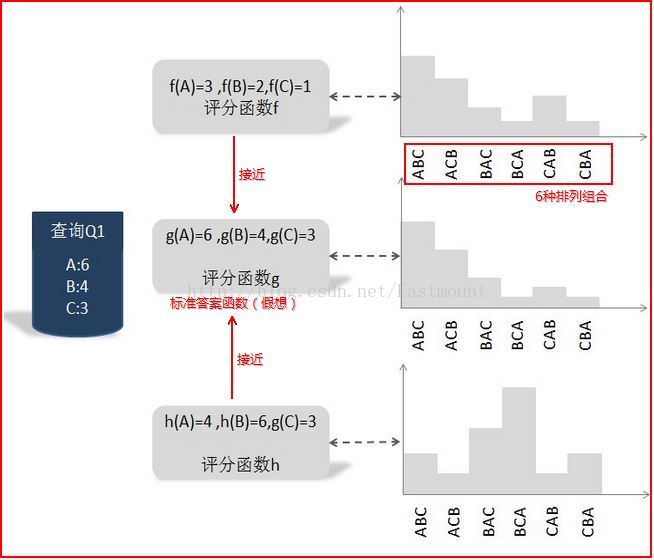 f(A)=3 ,f(B)=2,f(C)=1
评分函数f
ABC
ACB
BAC
BCA
CAB
CBA
接近
6种排列组合
查询Q1
A:6
B:4
C:3
g(A)=6 ,g(B)=4,g(C)=3
评分函数g
标准答案函数（假想）
http://blog.csdn.net/Eastmount
ABC
ACB
BAC
BCA
CAB
CBA
接近
h(A)=4 ,h(B)=6,g(C)=3
评分函数h
ABC
ACB
BAC
BCA
CAB
CBA